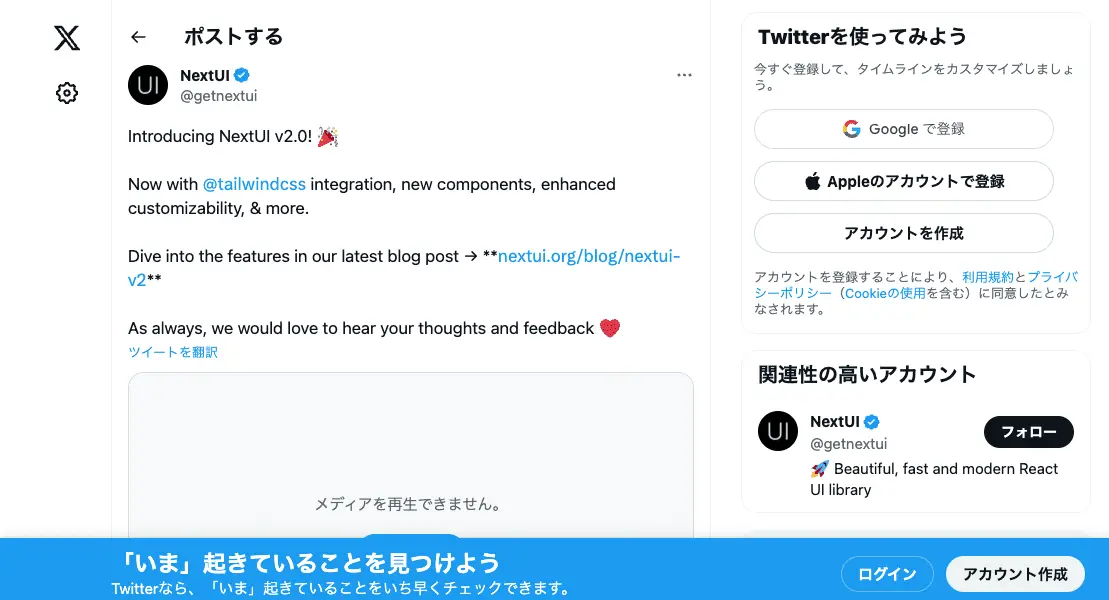 ポストする
UI
NextUI
@getnextui
Introducing NextUI v2.0! 🎉
Now with @tailwindcss integration, new components, enhanced
customizability, & more.
Dive into the features in our latest blog post → **nextui.org/blog/nextui-
v2**
As always, we would love to hear your thoughts and feedback
ツイートを翻訳
メディアを再生できません。
Twitterを使ってみよう
今すぐ登録して、タイムラインをカスタマイズしましょ
う。
Google で登録
Appleのアカウントで登録
アカウントを作成
アカウントを登録することにより、利用規約とプライバ
シーポリシー（Cookieの使用を含む）に同意したとみ
なされます。
関連性の高いアカウント
UI
NextUI
@getnextui
フォロー
🚀 Beautiful, fast and modern React
UI library
「いま」起きていることを見つけよう
Twitterなら、「いま」起きていることをいち早くチェックできます。
ログイン
アカウント作成